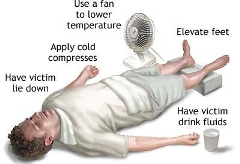 Use a fan
to lower
temperature
Elevate feet
Apply cold
compresses
Have victim
lie down
Have victim
drink fluids